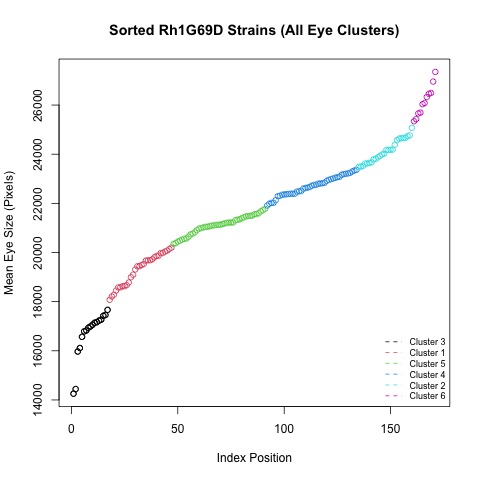 Sorted Rh1G69D Strains (All Eye Clusters)
Mean Eye Size (Pixels)
26000
24000
22000
20000
18000
16000
14000
Cluster 3
Cluster 1
Cluster 5
Cluster 4
Cluster 2
Cluster 6
0 50 100 150
Index Position